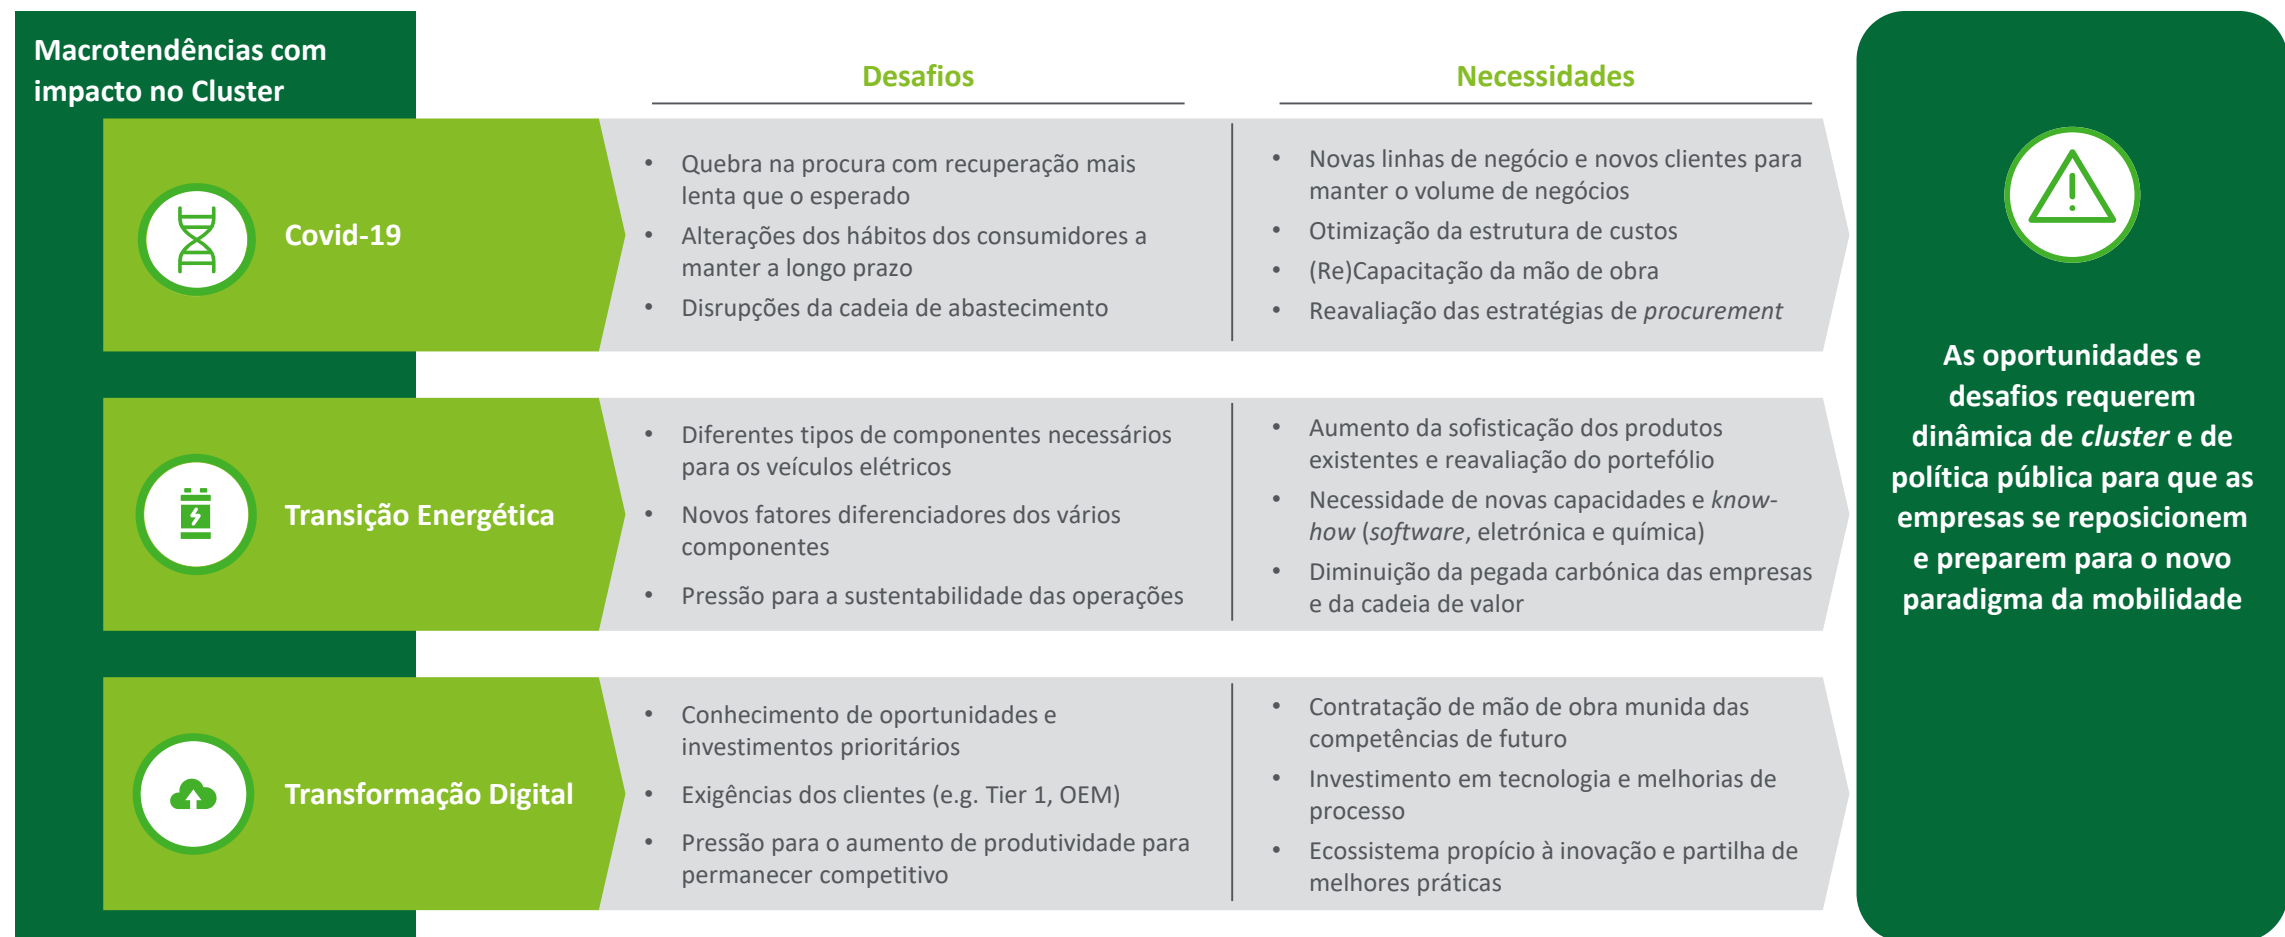 Macrotendências com
impacto no Cluster
Desafios
Necessidades
Covid-19
• Quebra na procura com recuperação mais
lenta que o esperado
• Alterações dos hábitos dos consumidores a
manter a longo prazo
• Disrupções da cadeia de abastecimento
• Novas linhas de negócio e novos clientes para
manter o volume de negócios
• Otimização da estrutura de custos
• (Re)Capacitação da mão de obra
• Reavaliação das estratégias de procurement
Transição Energética
• Diferentes tipos de componentes necessários
para os veículos elétricos
• Novos fatores diferenciadores dos vários
componentes
• Pressão para a sustentabilidade das operações
• Aumento da sofisticação dos produtos
existentes e reavaliação do portefólio
• Necessidade de novas capacidades e know-
how (software, eletrónica e química)
• Diminuição da pegada carbónica das empresas
e da cadeia de valor
Transformação Digital
• Conhecimento de oportunidades e
investimentos prioritários
• Exigências dos clientes (e.g. Tier 1, OEM)
• Pressão para o aumento de produtividade para
permanecer competitivo
• Contratação de mão de obra munida das
competências de futuro
• Investimento em tecnologia e melhorias de
processo
• Ecossistema propício à inovação e partilha de
melhores práticas
As oportunidades e
desafios requerem
dinâmica de cluster e de
política pública para que as
empresas se reposicionem
e preparem para o novo
paradigma da mobilidade